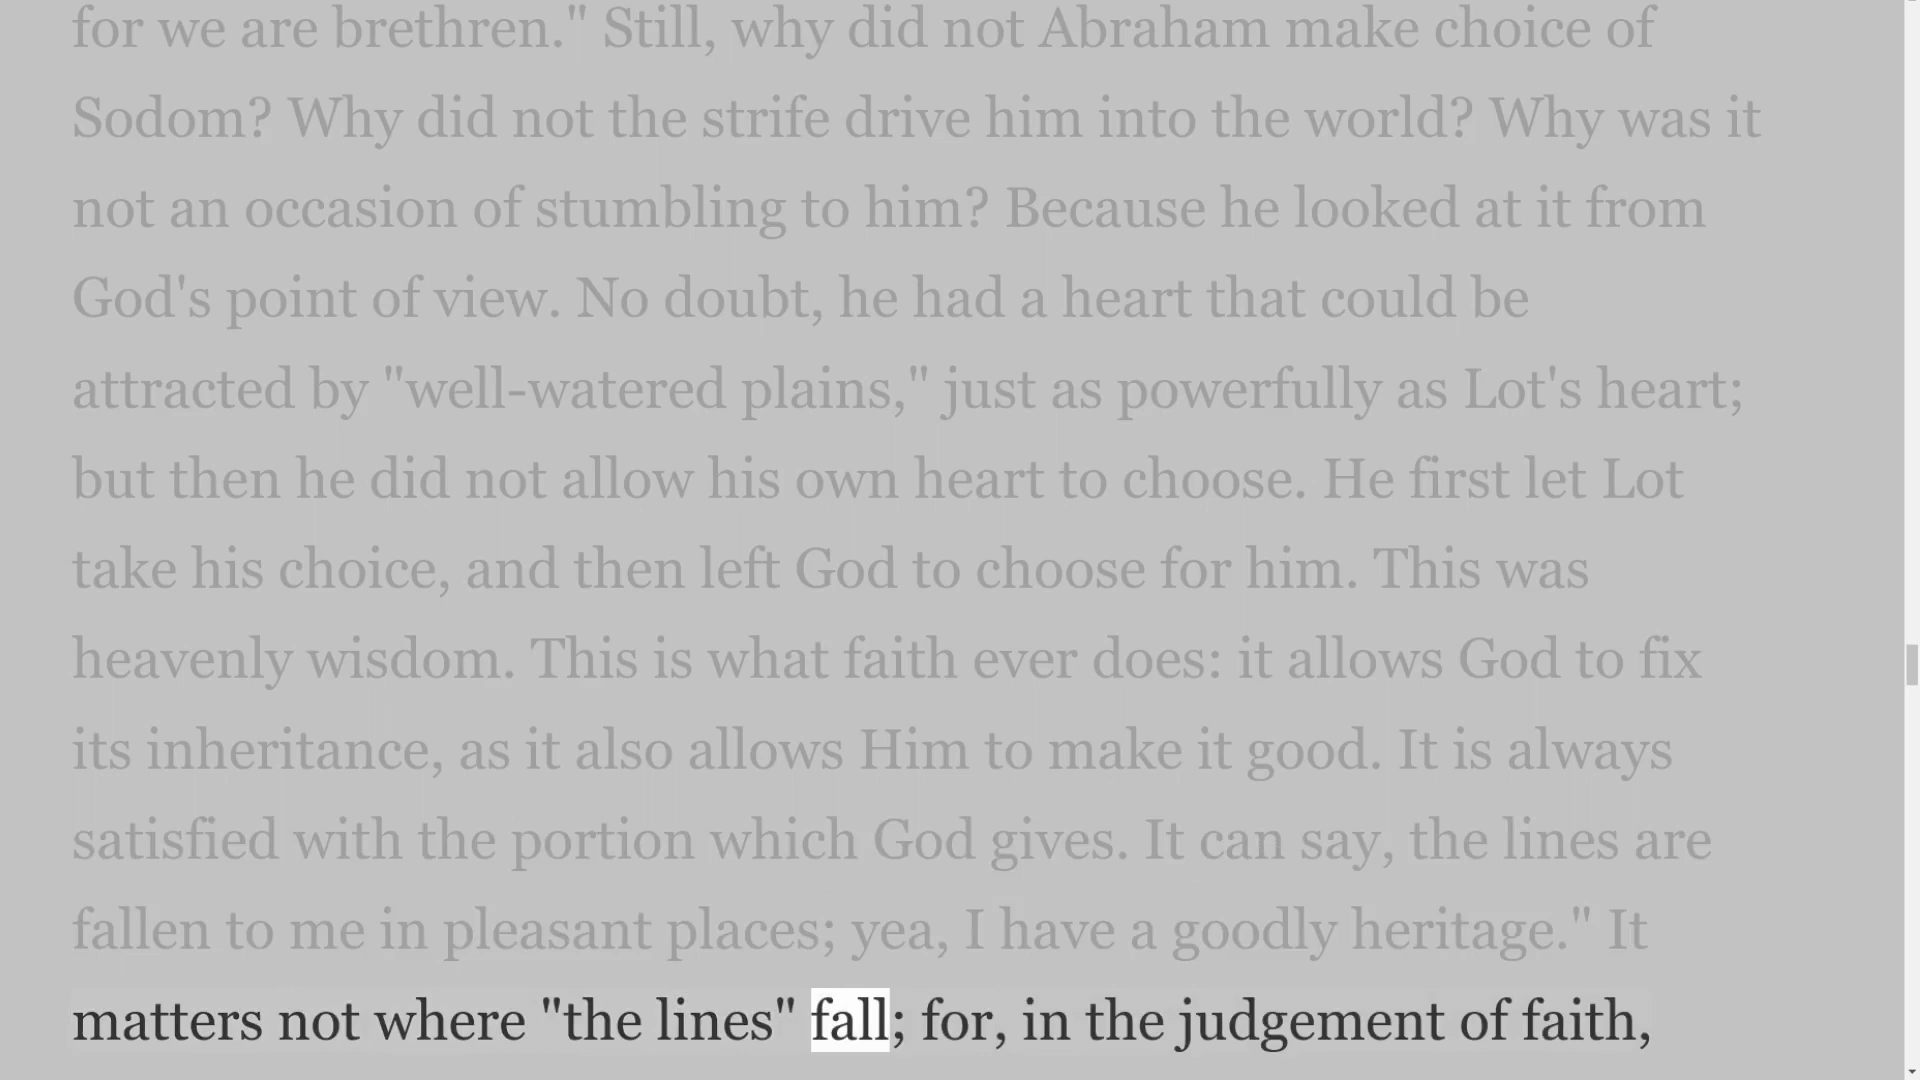 for we are brethren." Still, why did not Abraham make choice of
Sodom? Why did not the strife drive him into the world? Why was it
not an occasion of stumbling to him? Because he looked at it from
God's point of view. No doubt, he had a heart that could be
attracted by "well-watered plains," just as powerfully as Lot's heart;
but then he did not allow his own heart to choose. He first let Lot
take his choice, and then left God to choose for him. This was
heavenly wisdom. This is what faith ever does: it allows God to fix
its inheritance, as it also allows Him to make it good. It is always
satisfied with the portion which God gives. It can say, the lines are
fallen to me in pleasant places; yea, I have a goodly heritage." It
matters not where "the lines" fall; for, in the judgement of faith,